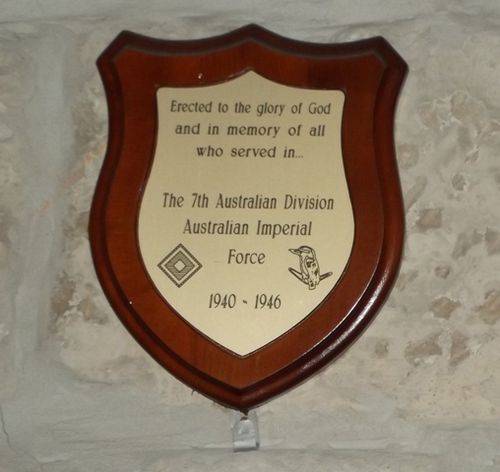 Erected to the glory of God
and in memory of all
who served in...
The 7th Australian Division
Australian Imperial
Force
1940 - 1946